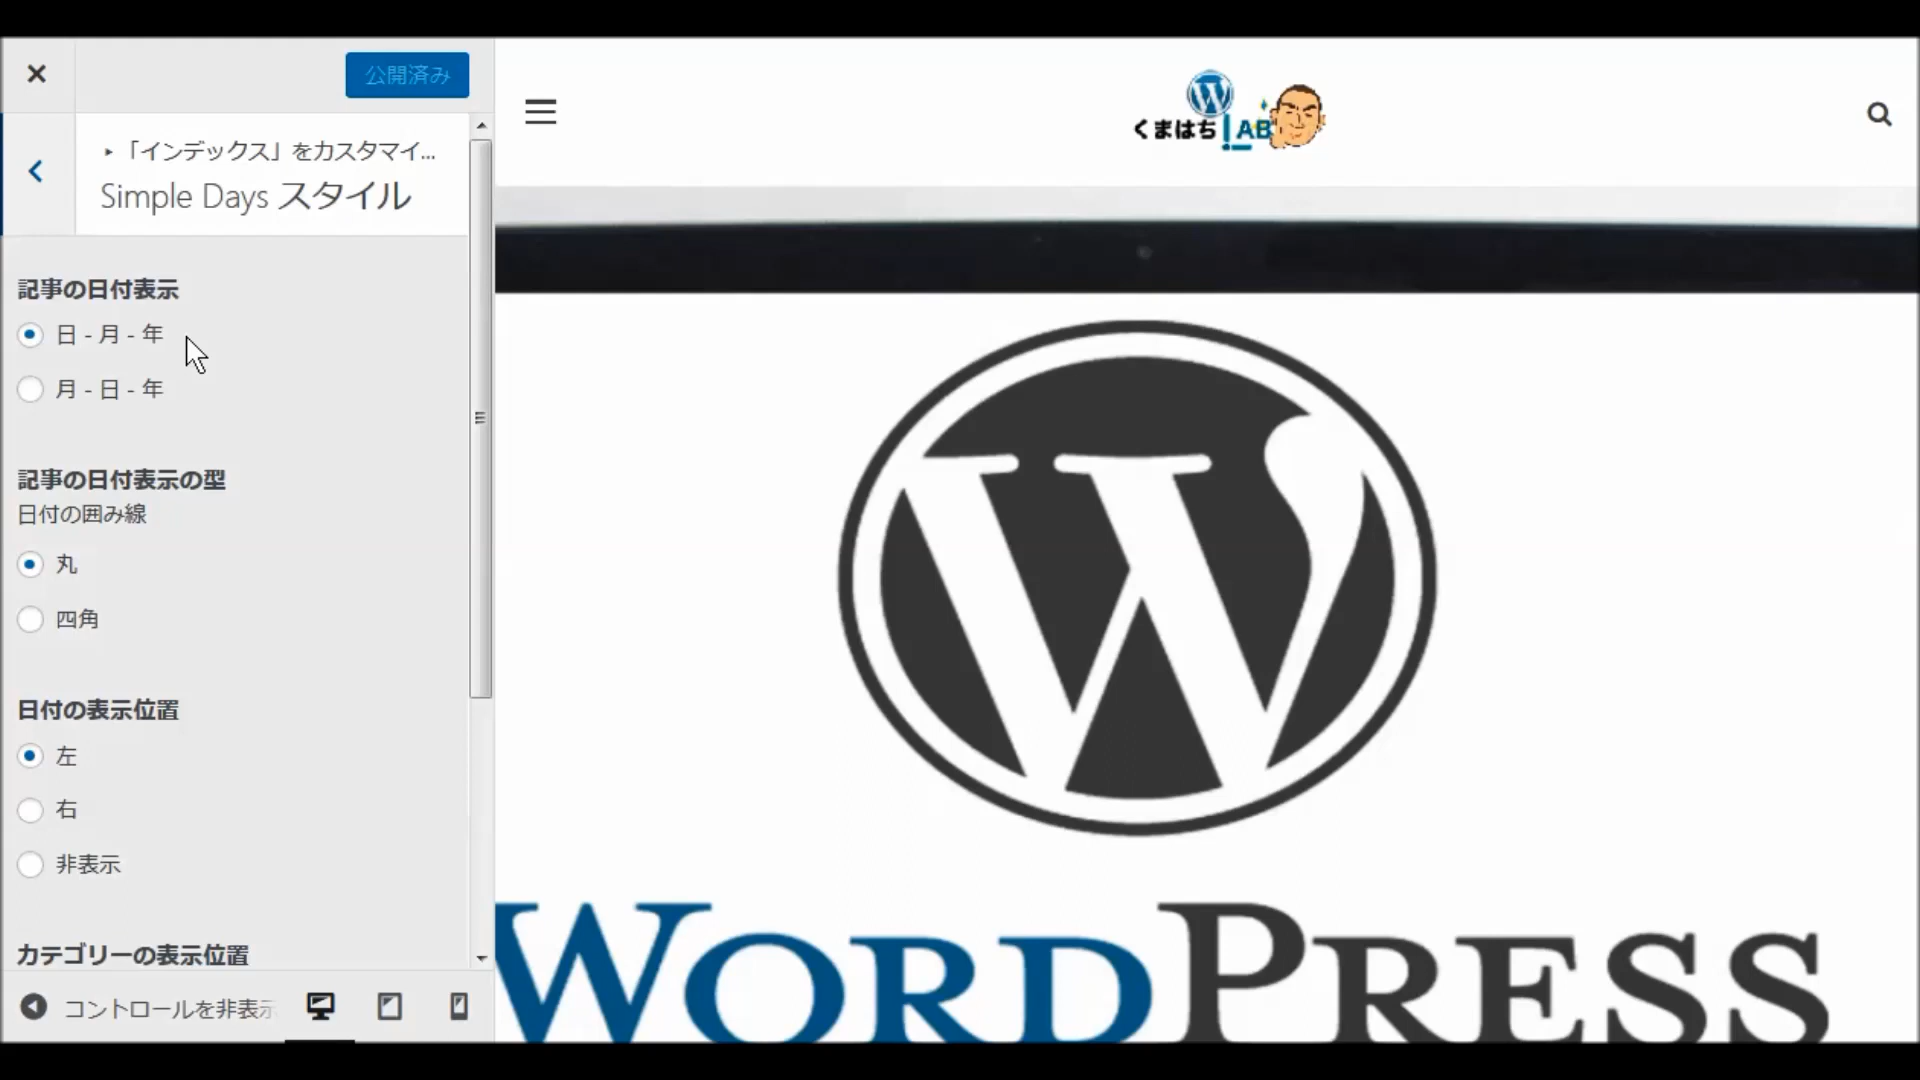 公開済み
▸「インデックス」をカスタマイ...
Simple Days スタイル
記事の日付表示
日 - 月 - 年
月 - 日 - 年
記事の日付表示の型
日付の囲み線
丸
四角
日付の表示位置
左
右
非表示
カテゴリーの表示位置
コントロールを非表示
くまはちLAB
WORDPRESS